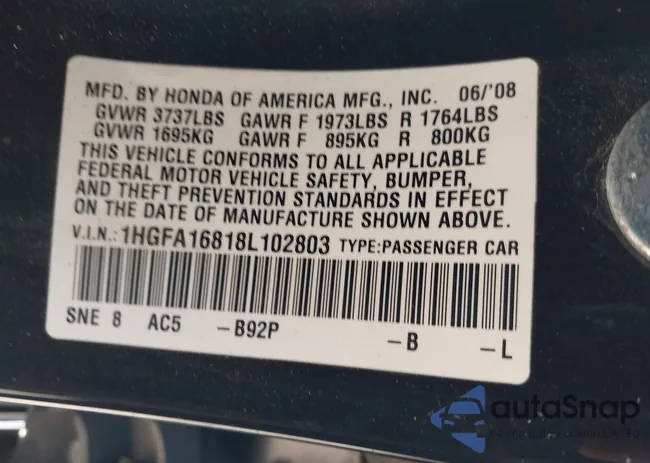 MFD. BY HONDA OF AMERICA MFG., INC. 06/'08
GVWR 3737LBS GAWR F 1973LBS R 1764LBS
GVWR 1695KG GAWR F 895KG R 800KG
THIS VEHICLE CONFORMS TO ALL APPLICABLE
FEDERAL MOTOR VEHICLE SAFETY, BUMPER,
AND THEFT PREVENTION STANDARDS IN EFFECT
ON THE DATE OF MANUFACTURE SHOWN ABOVE.
V.I.N.: 1HGFA16818L102803 TYPE:PASSENGER CAR
SNE 8 AC5 -B92P -B -L
autoSnap